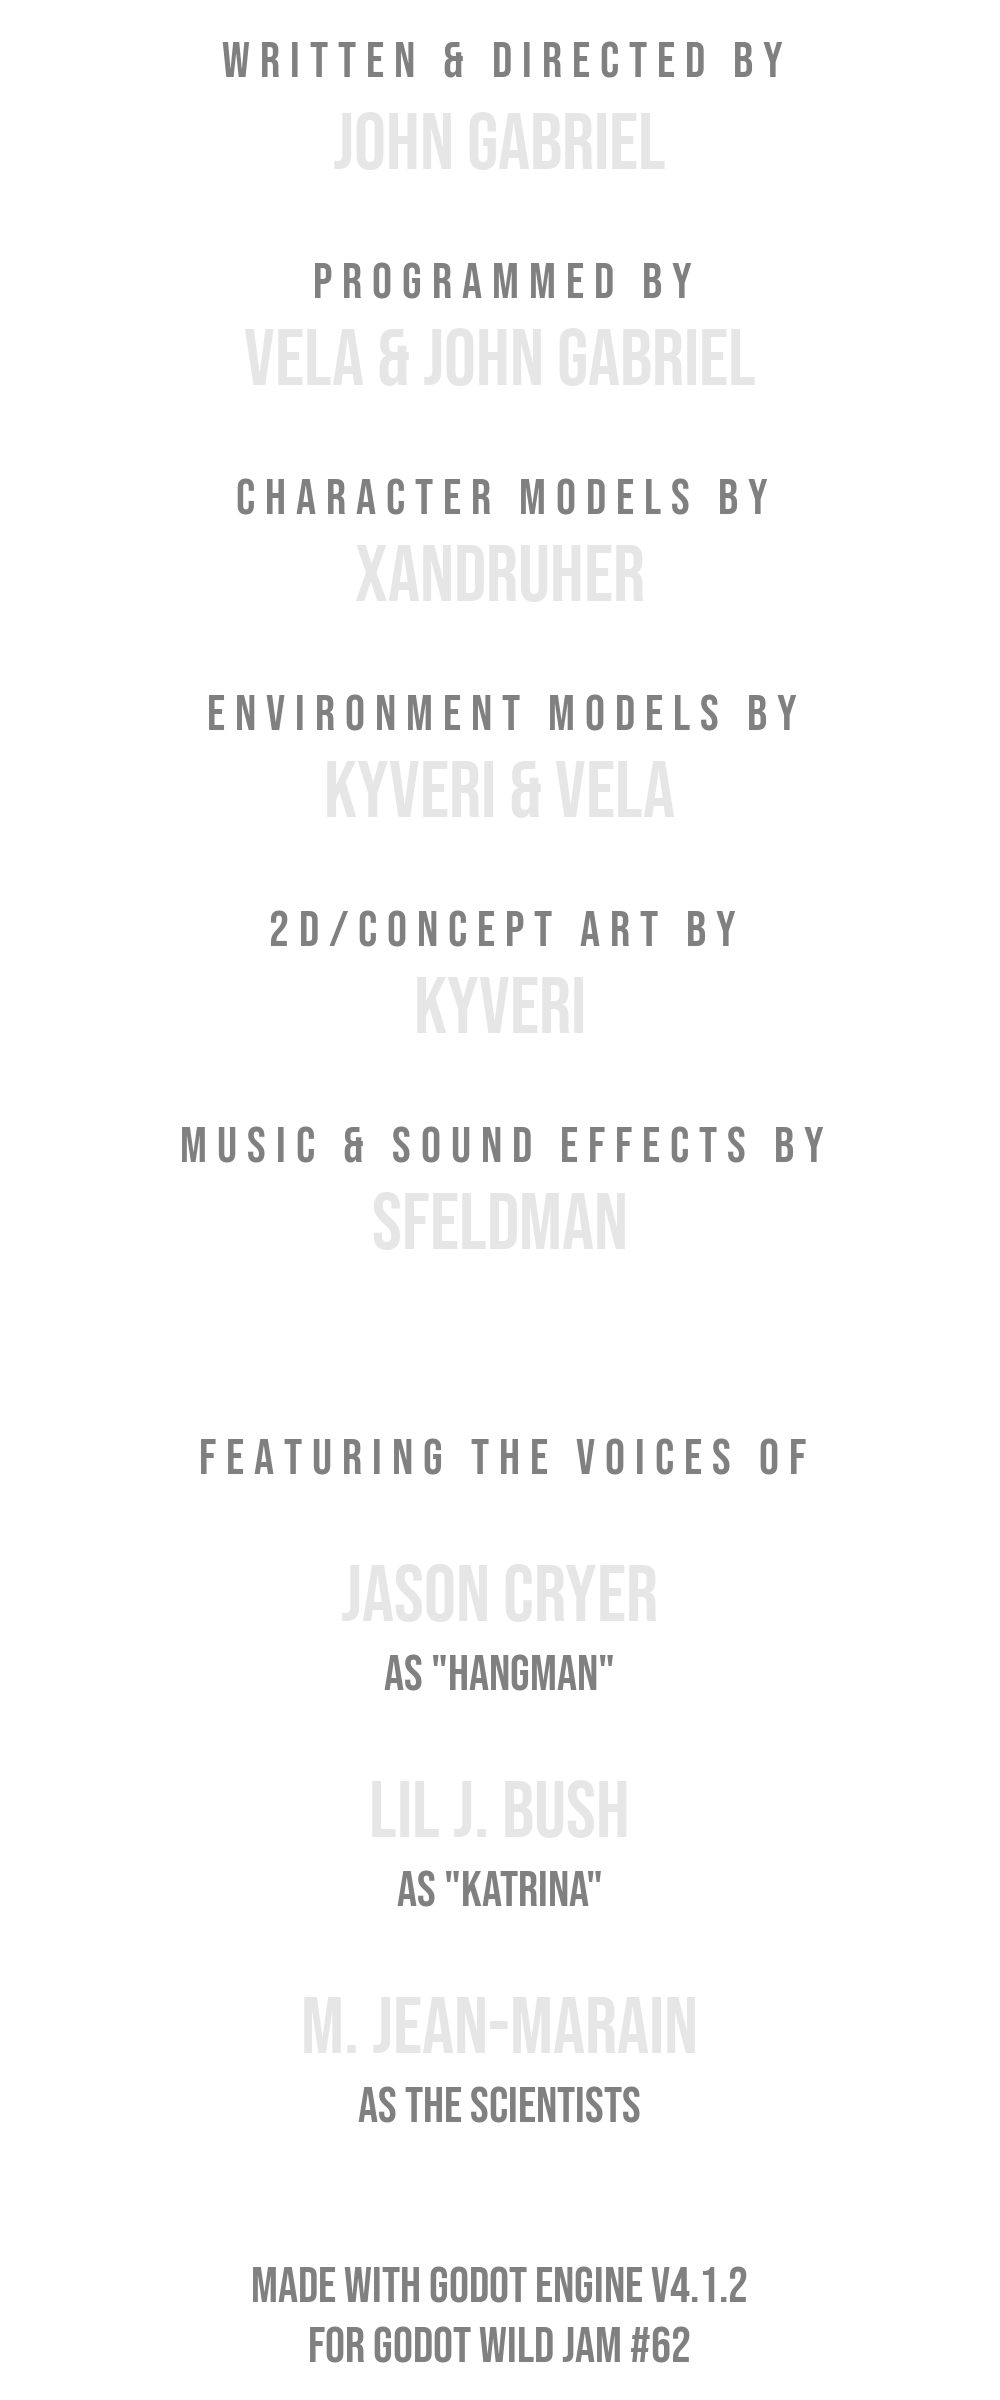 WRITTEN & DIRECTED BY
JOHN GABRIEL
PROGRAMMED BY
VELA & JOHN GABRIEL
CHARACTER MODELS BY
XANDRUHER
ENVIRONMENT MODELS BY
KYVERI & VELA
2D/CONCEPT ART BY
KYVERI
MUSIC & SOUND EFFECTS BY
SFELDMAN
FEATURING THE VOICES OF
JASON CRYER
AS "HANGMAN"
LIL J. BUSH
AS "KATRINA"
M. JEAN-MARAIN
AS THE SCIENTISTS
MADE WITH GODOT ENGINE V4.1.2
FOR GODOT WILD JAM #62